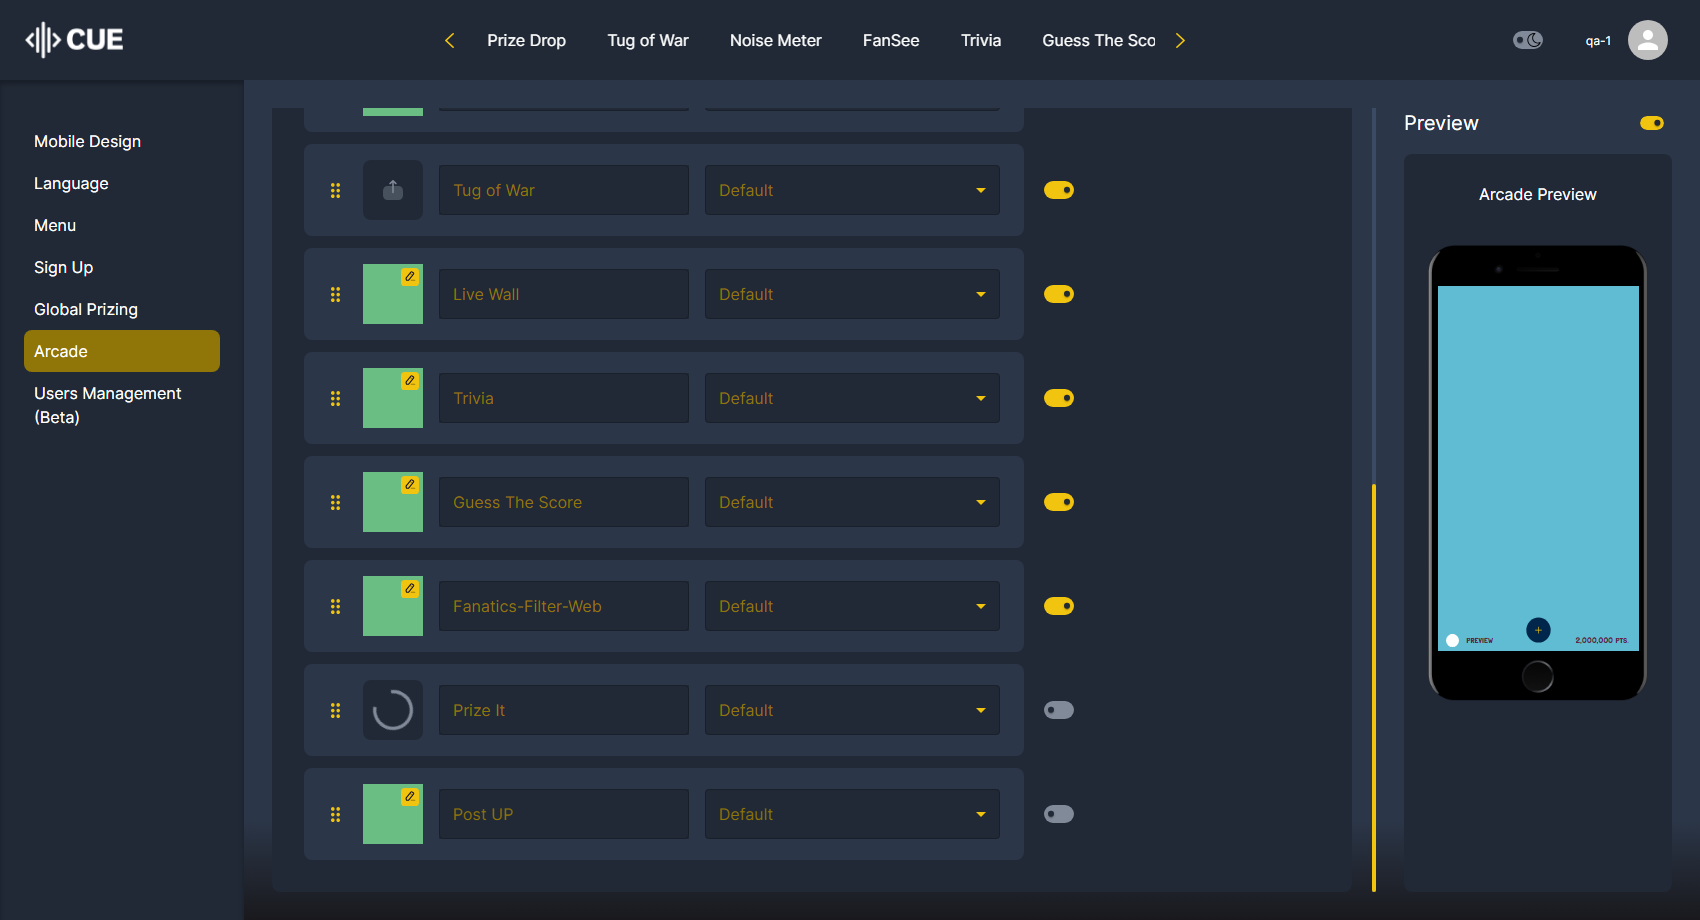 CUE
Prize Drop
Tug of War
Noise Meter
FanSee
Trivia
Guess The Sco
qa-1
Mobile Design
Language
Menu
Sign Up
Global Prizing
Arcade
Users Management
(Beta)
Tug of War
Default
Live Wall
Default
Trivia
Default
Guess The Score
Default
Fanatics-Filter-Web
Default
Prize It
Default
Post UP
Default
Preview
Arcade Preview
PREVIEW
2,000,000 PTS.